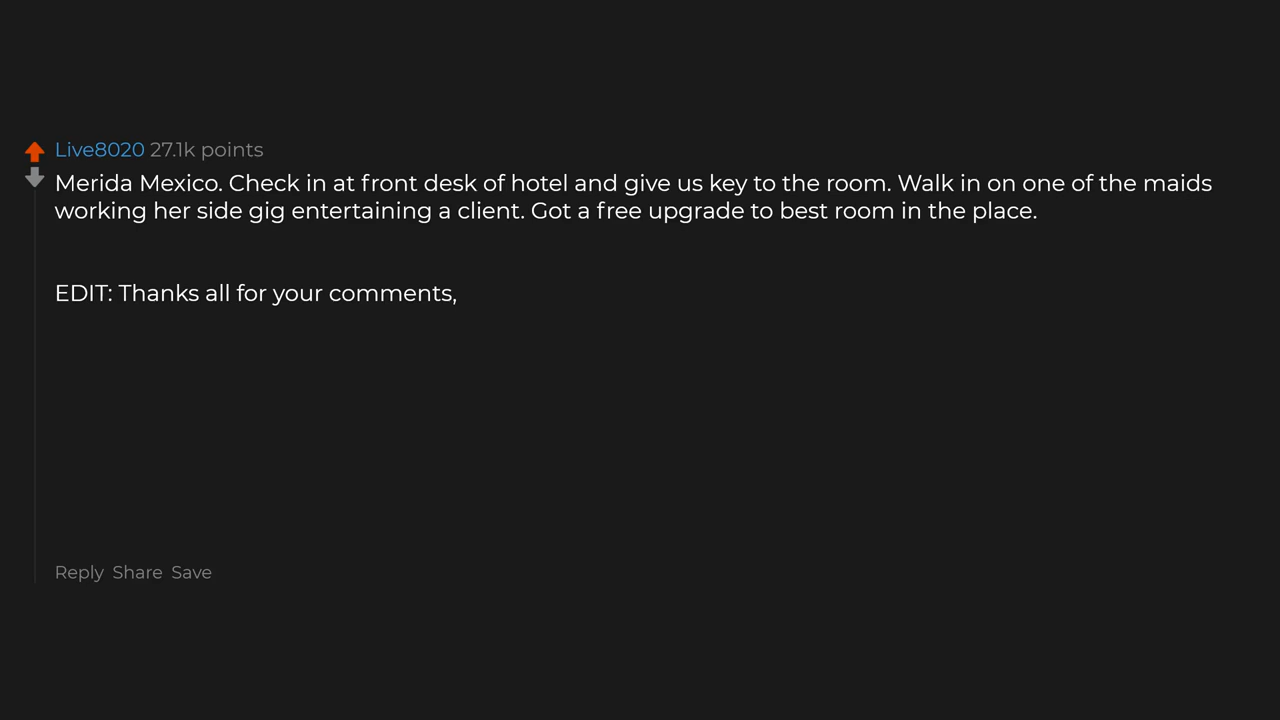 Live8020 27.1k points
Merida Mexico. Check in at front desk of hotel and give us key to the room. Walk in on one of the maids
working her side gig entertaining a client. Got a free upgrade to best room in the place.
EDIT: Thanks all for your comments,
Reply Share Save